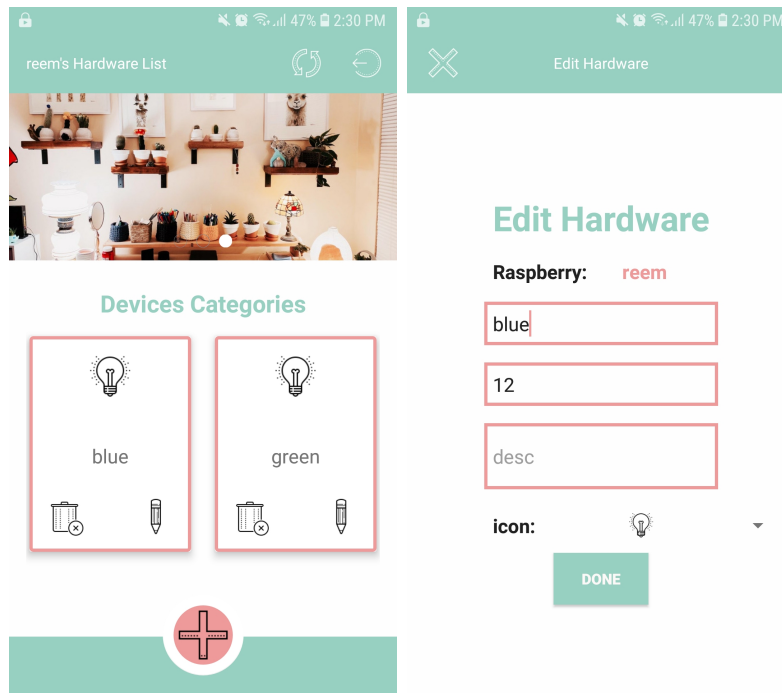 47% 2:30 PM
reem's Hardware List
Devices Categories
blue
green
47% 2:30 PM
Edit Hardware
Edit Hardware
Raspberry: reem
blue
12
desc
icon:
DONE